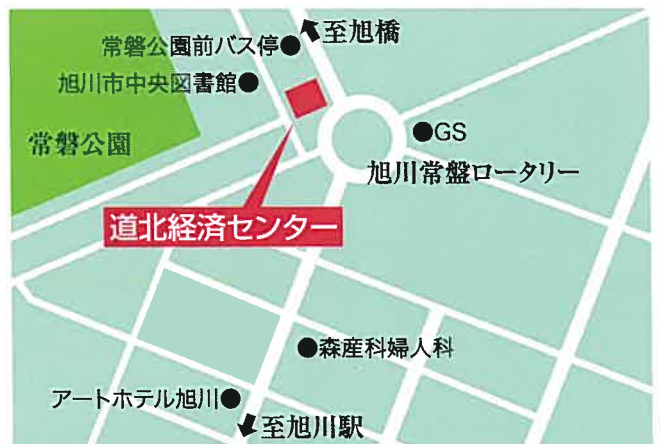 至旭橋
常磐公園前バス停●
旭川市中央図書館●
●GS
常磐公園
旭川常盤ロータリー
道北経済センター
●森産科婦人科
アートホテル旭川●
至旭川駅